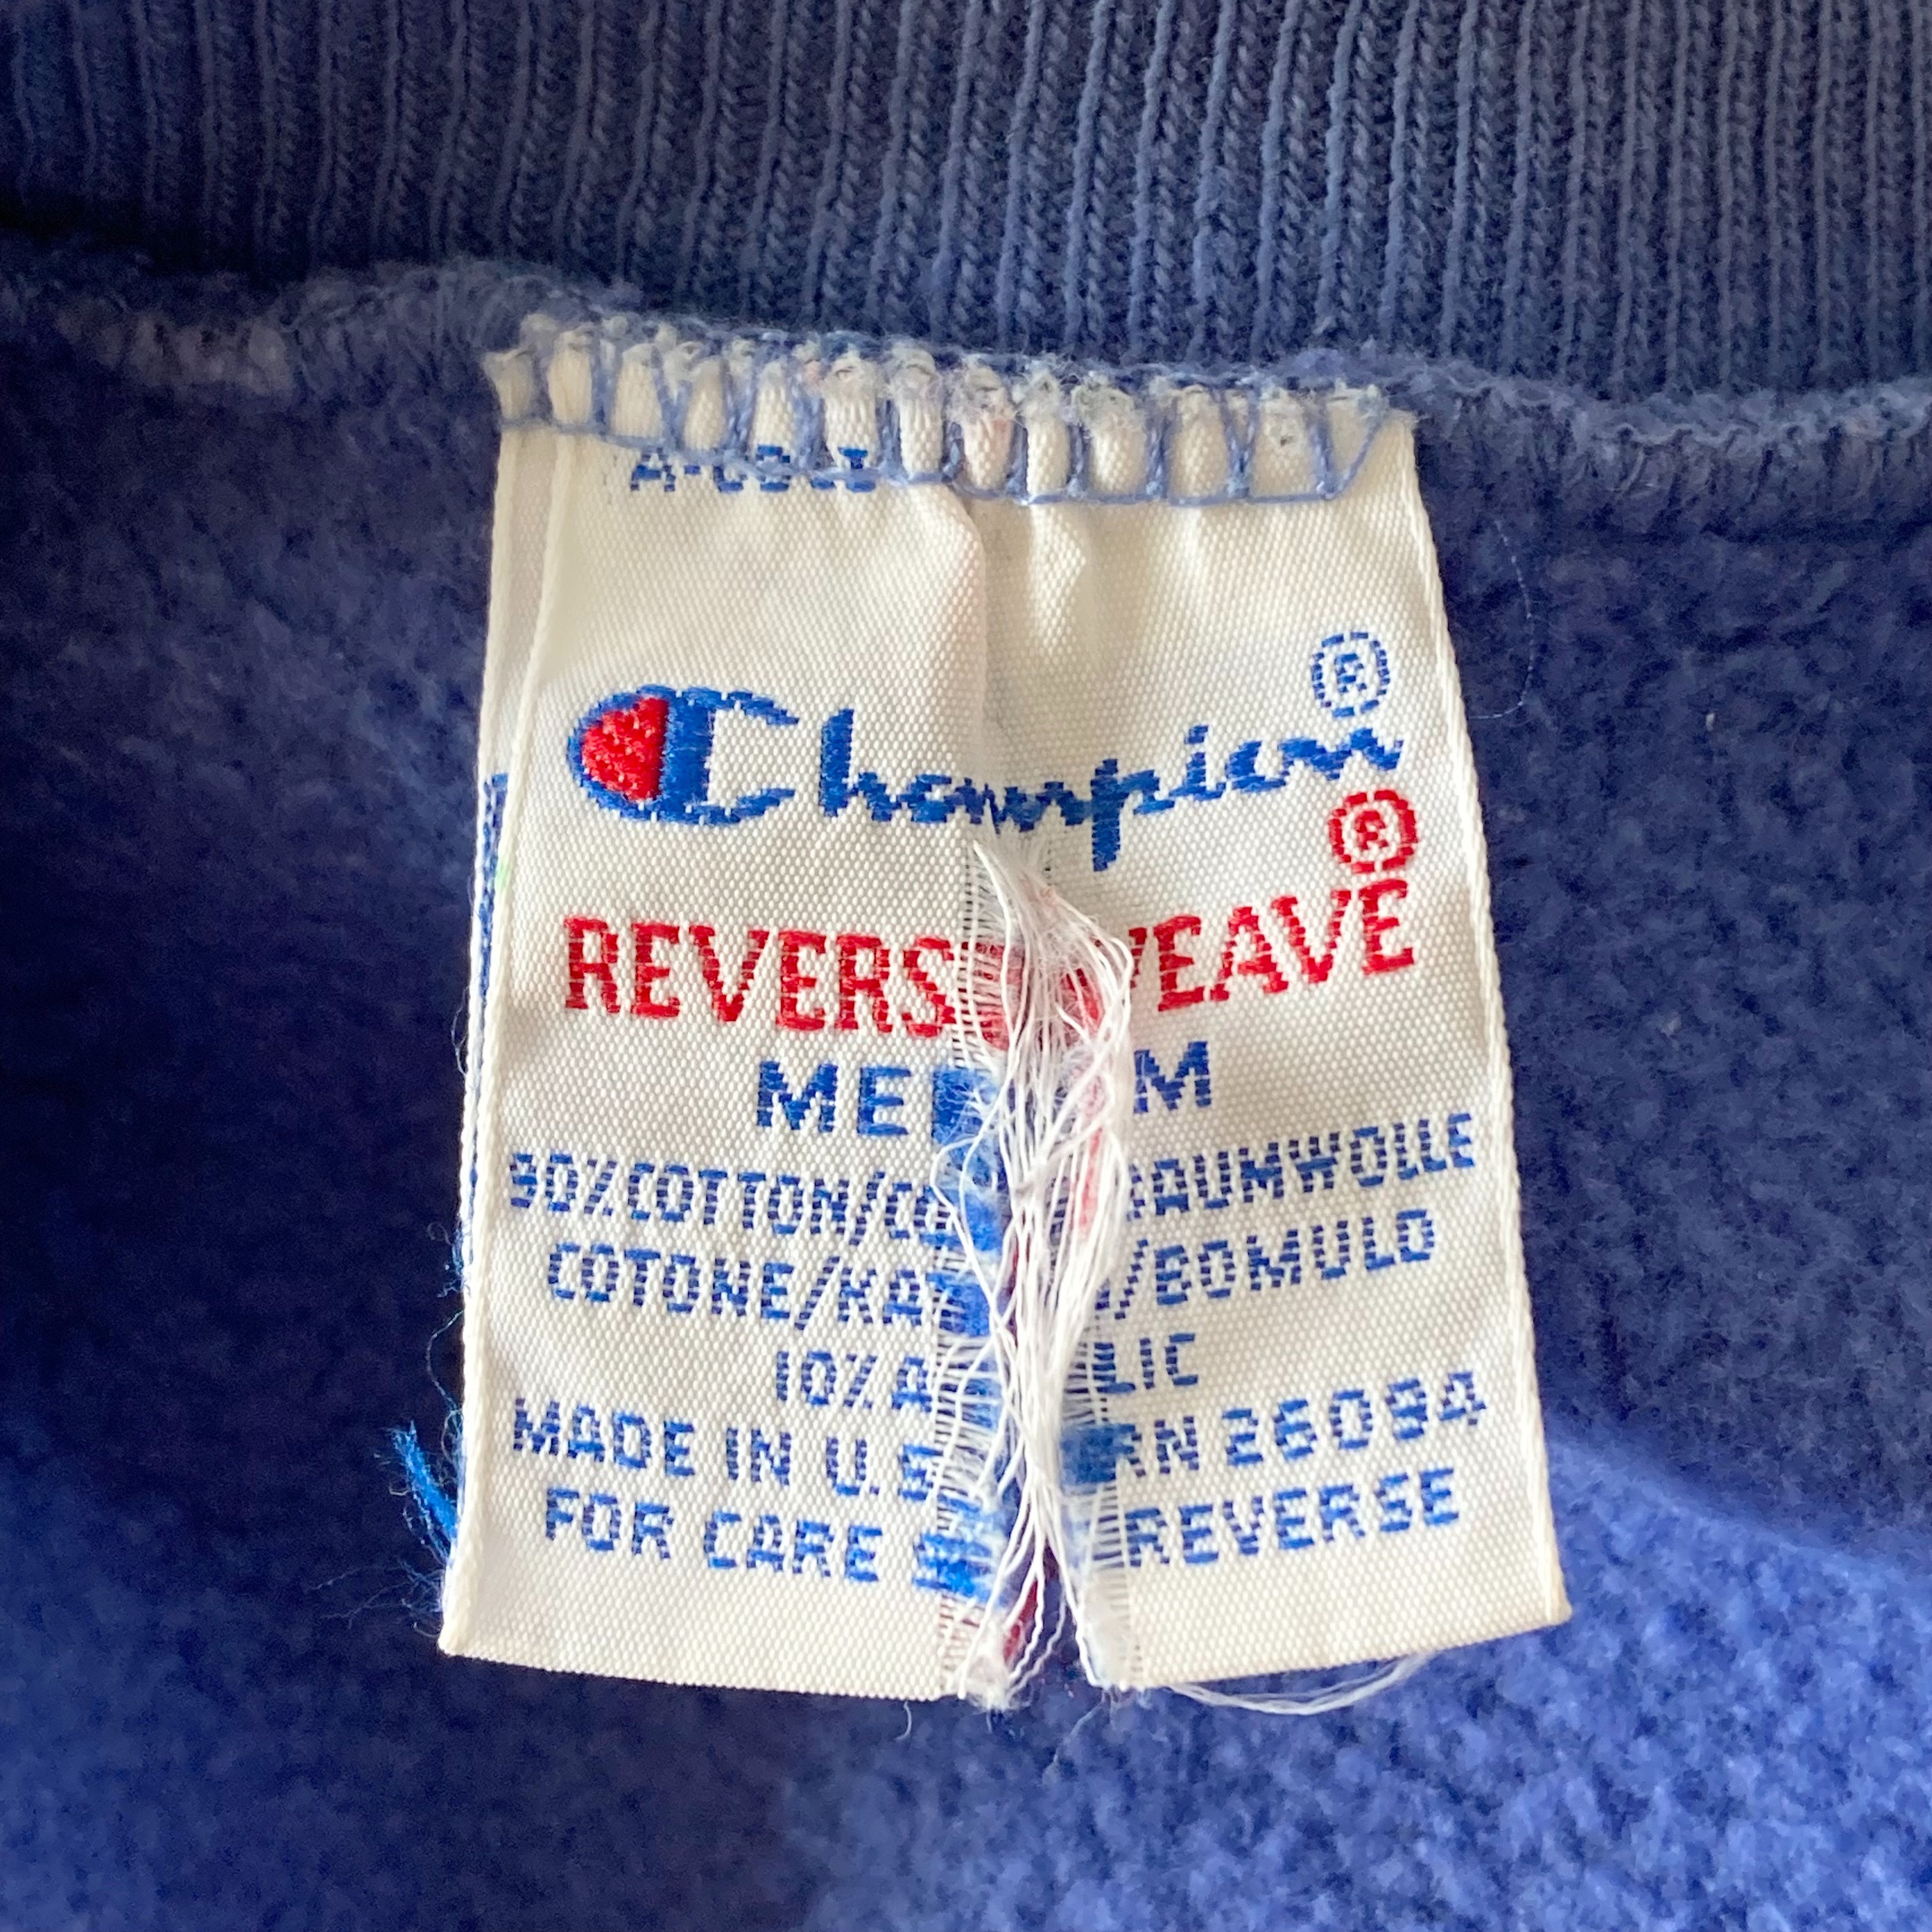 Champion®
®
REVERSE WEAVE
MEDIUM
90% COTTON/CO BAUMWOLLE
COTONE/KA /BOMULD
10% A LIC
MADE IN U.S RN 26094
FOR CARE REVERSE